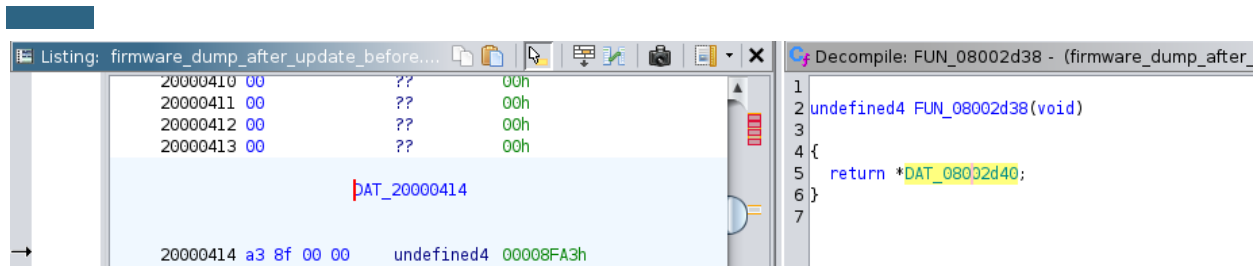 Listing: firmware_dump_after_update_before....
20000410 00 ?? 00h
20000411 00 ?? 00h
20000412 00 ?? 00h
20000413 00 ?? 00h
DAT_20000414
20000414 a3 8f 00 00 undefined4 00008FA3h
Decompile: FUN_08002d38 - (firmware_dump_after_
1
2 undefined4 FUN_08002d38(void)
3
4 {
5 return *DAT_08002d40;
6 }
7